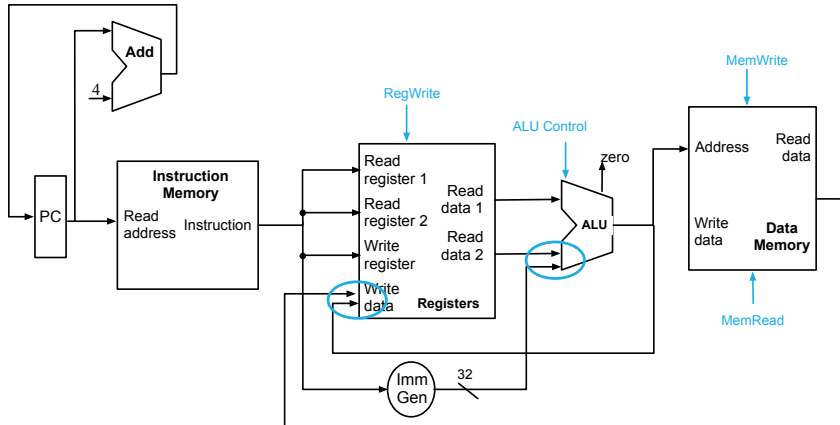 Add
4
MemWrite
RegWrite
ALU Control
zero
PC
Instruction
Memory
Read
address
Instruction
Read
register 1
Read
register 2
Write
register
Write
data
Read
data 1
Read
data 2
Registers
ALU
Address
Read
data
Write
data
Data
Memory
MemRead
Imm
Gen
32